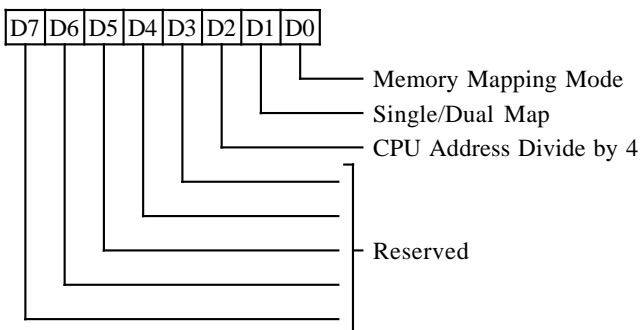 D7 D6 D5 D4 D3 D2 D1 D0
Memory Mapping Mode
Single/Dual Map
CPU Address Divide by 4
Reserved